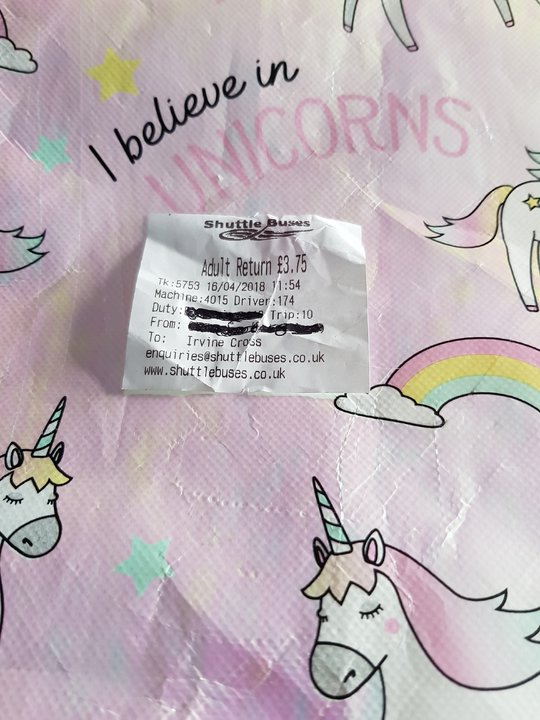 I believe in
UNICORNS
Shuttle Buses
Adult Return £3.75
Tk:5753 16/04/2018 11:54
Machine:4015 Driver:174
Duty: Trip:10
From:
To: Irvine Cross
enquiries@shuttlebuses.co.uk
www.shuttlebuses.co.uk